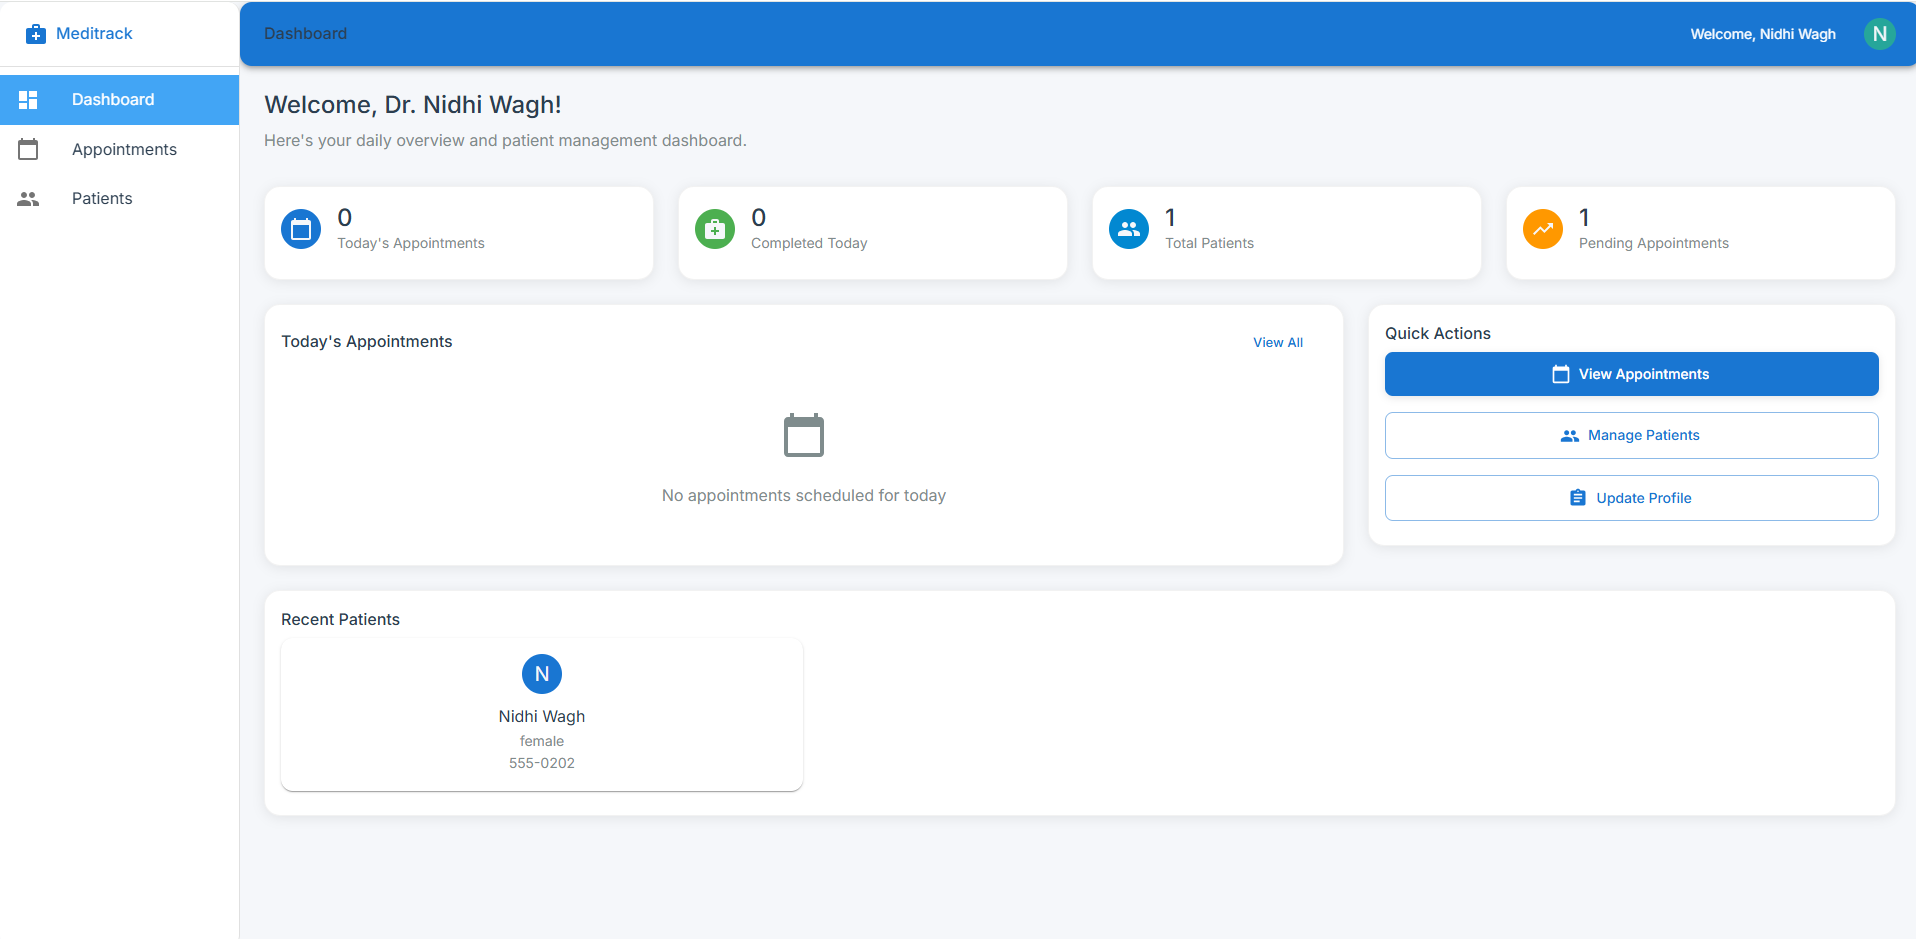 Meditrack
Dashboard
Welcome, Nidhi Wagh
N
Dashboard
Appointments
Patients
Welcome, Dr. Nidhi Wagh!
Here's your daily overview and patient management dashboard.
0
Today's Appointments
0
Completed Today
1
Total Patients
1
Pending Appointments
Today's Appointments
View All
No appointments scheduled for today
Quick Actions
View Appointments
Manage Patients
Update Profile
Recent Patients
N
Nidhi Wagh
female
555-0202